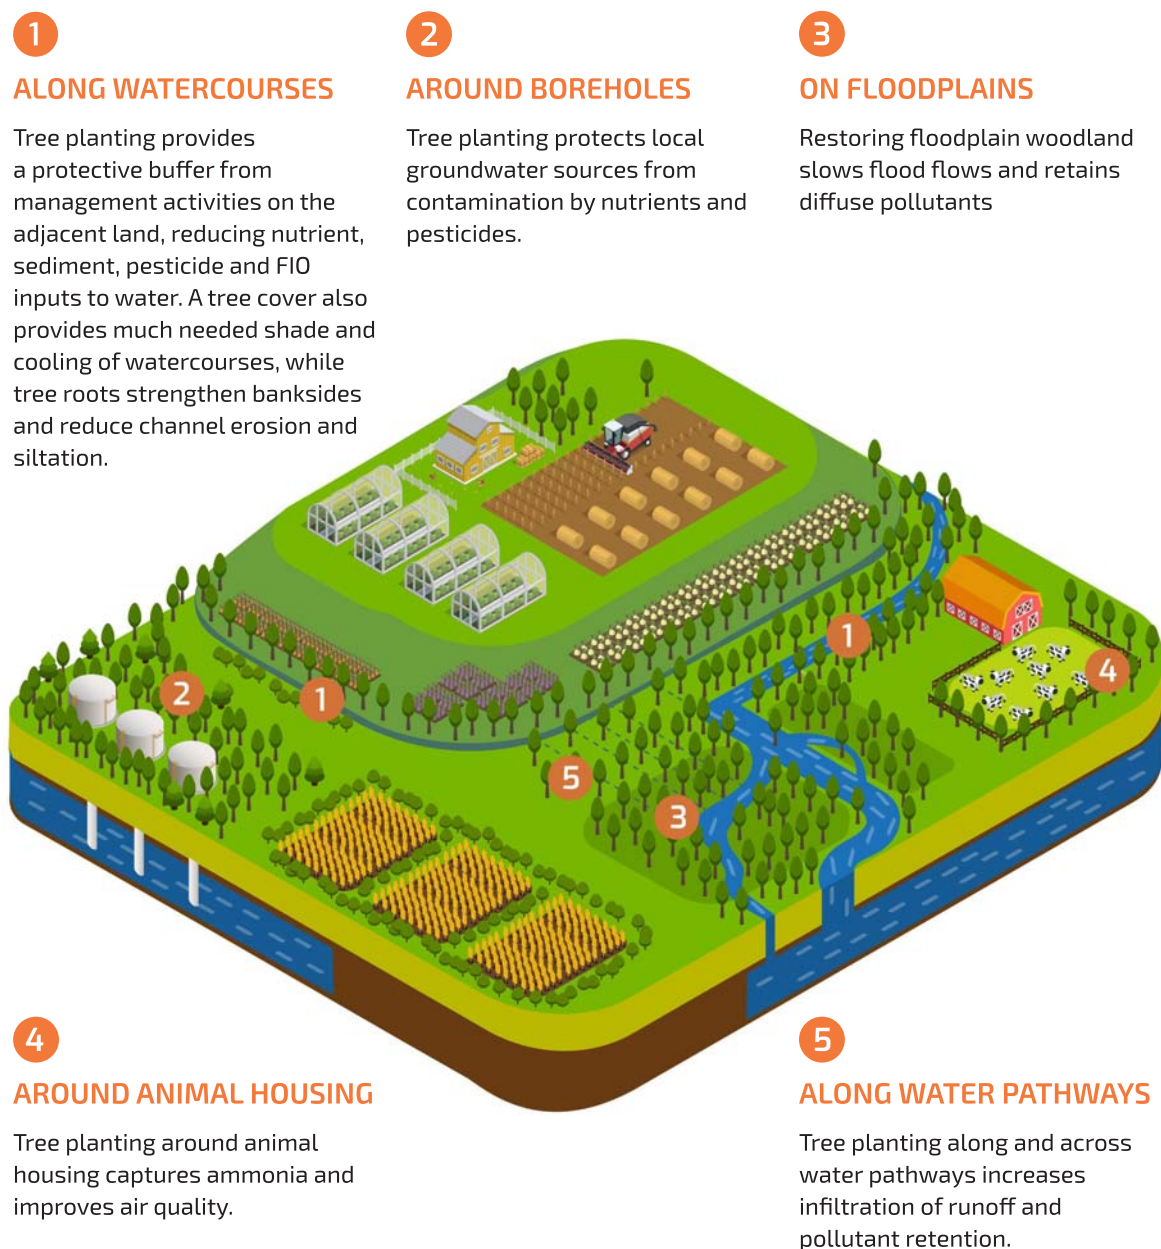 1
ALONG WATERCOURSES
Tree planting provides
a protective buffer from
management activities on the
adjacent land, reducing nutrient,
sediment, pesticide and FIO
inputs to water. A tree cover also
provides much needed shade and
cooling of watercourses, while
tree roots strengthen banksides
and reduce channel erosion and
siltation.
2
AROUND BOREHOLES
Tree planting protects local
groundwater sources from
contamination by nutrients and
pesticides.
3
ON FLOODPLAINS
Restoring floodplain woodland
slows flood flows and retains
diffuse pollutants
1
4
2
1
5
3
4
AROUND ANIMAL HOUSING
Tree planting around animal
housing captures ammonia and
improves air quality.
5
ALONG WATER PATHWAYS
Tree planting along and across
water pathways increases
infiltration of runoff and
pollutant retention.